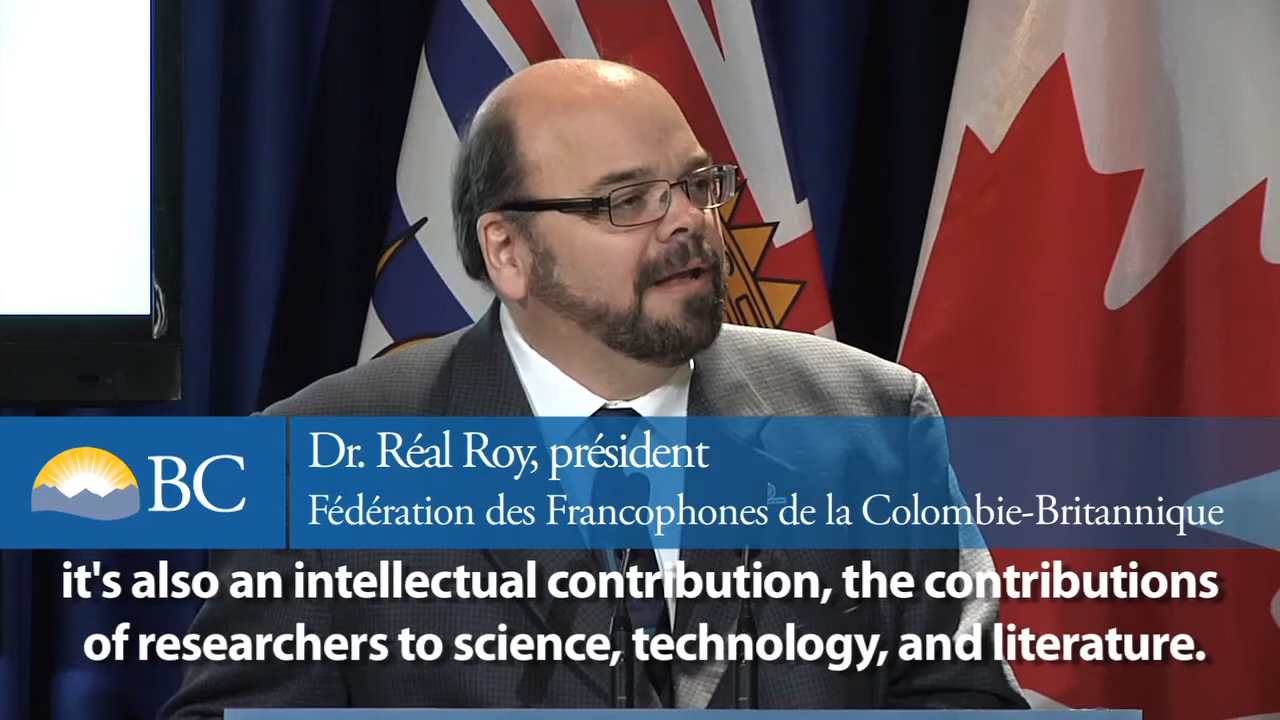 BC
Dr. Réal Roy, président
Fédération des Francophones de la Colombie-Britannique
it's also an intellectual contribution, the contributions
of researchers to science, technology, and literature.